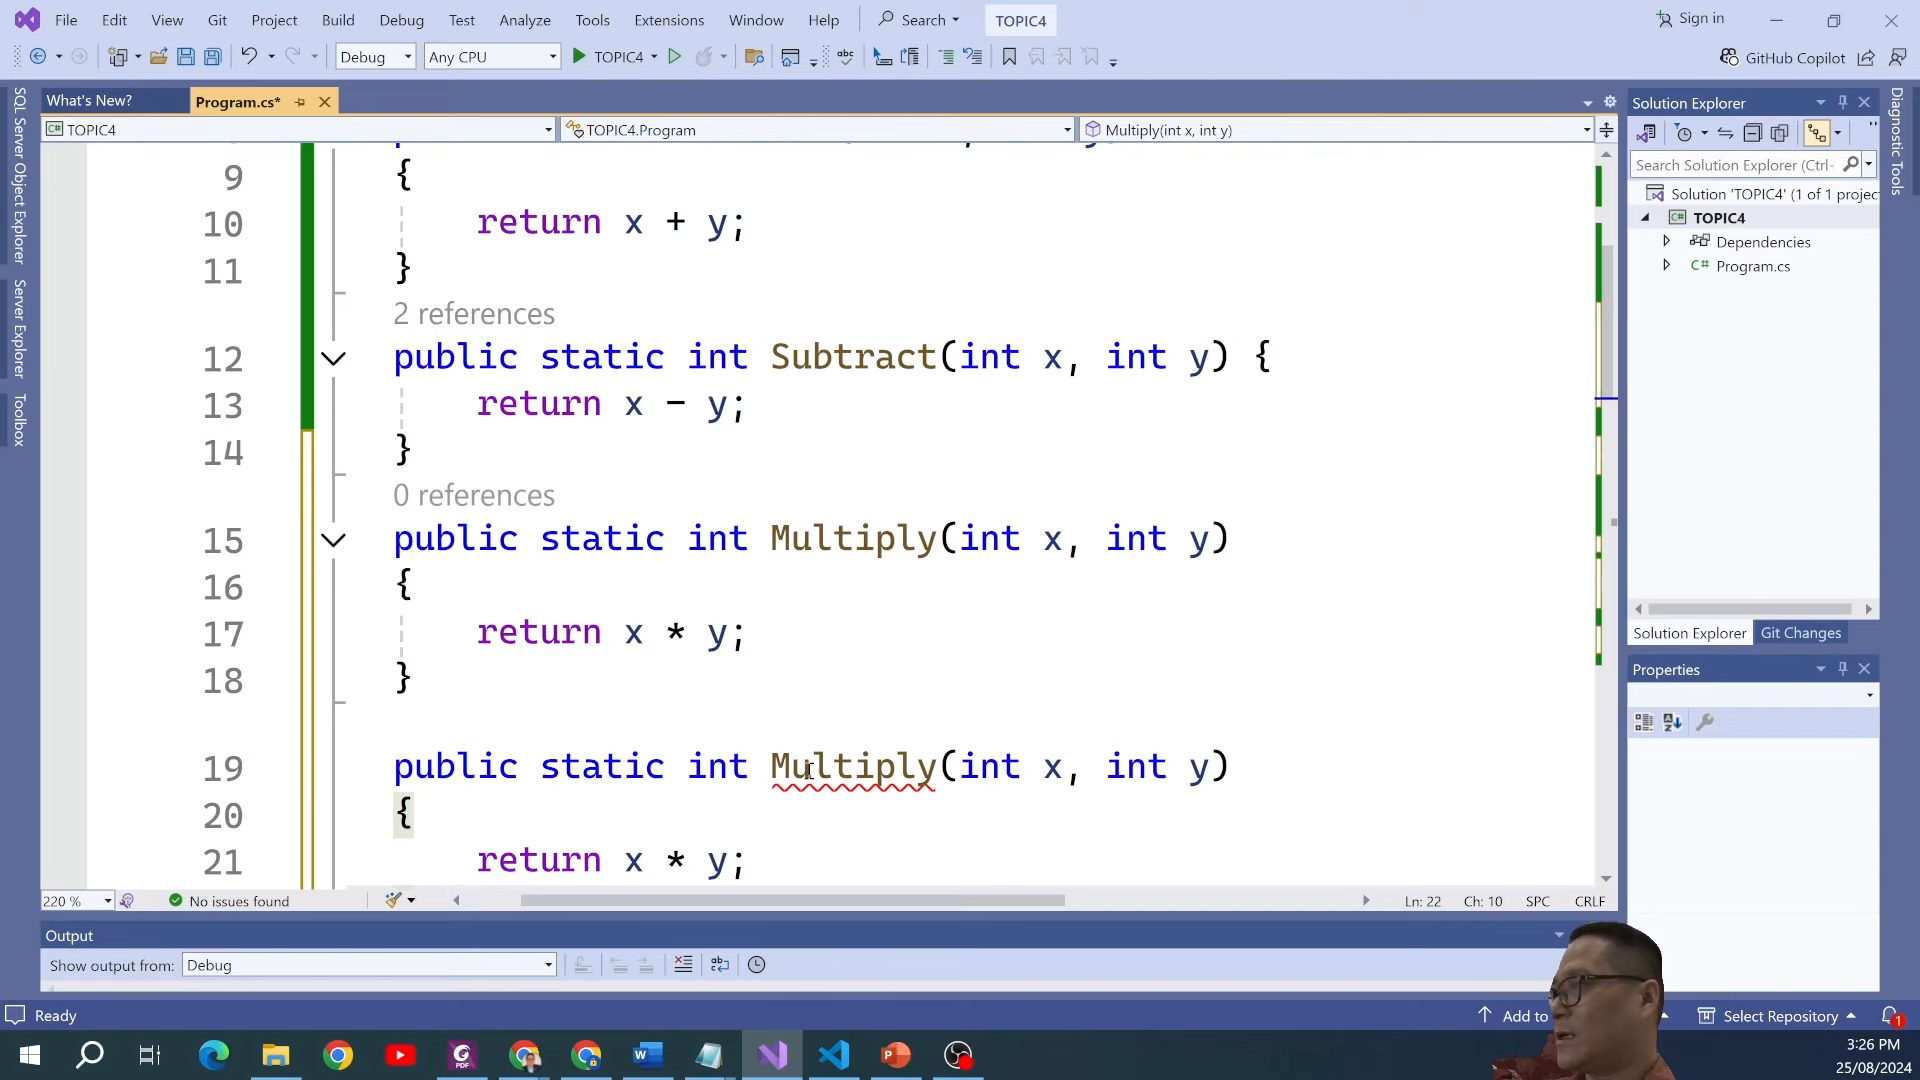 File Edit View Git Project Build Debug Test Analyze Tools Extensions Window Help Search TOPIC4 Sign in
Debug Any CPU TOPIC4 GitHub Copilot
What's New? Program.cs*
TOPIC4 TOPIC4.Program Multiply(int x, int y)
9 {
10 return x + y;
11 }
2 references
12 public static int Subtract(int x, int y) {
13 return x - y;
14 }
0 references
15 public static int Multiply(int x, int y)
16 {
17 return x * y;
18 }
19 public static int Multiply(int x, int y)
20 {
21 return x * y;
220 % No issues found Ln: 22 Ch: 10 SPC CRLF
SQL Server Object Explorer
Server Explorer
Toolbox
Solution Explorer
Search Solution Explorer (Ctrl-
Solution 'TOPIC4' (1 of 1 projec
C# TOPIC4
Dependencies
C# Program.cs
Solution Explorer Git Changes
Properties
Diagnostic Tools
Output
Show output from: Debug
Ready Add to Select Repository 1
3:26 PM
25/08/2024